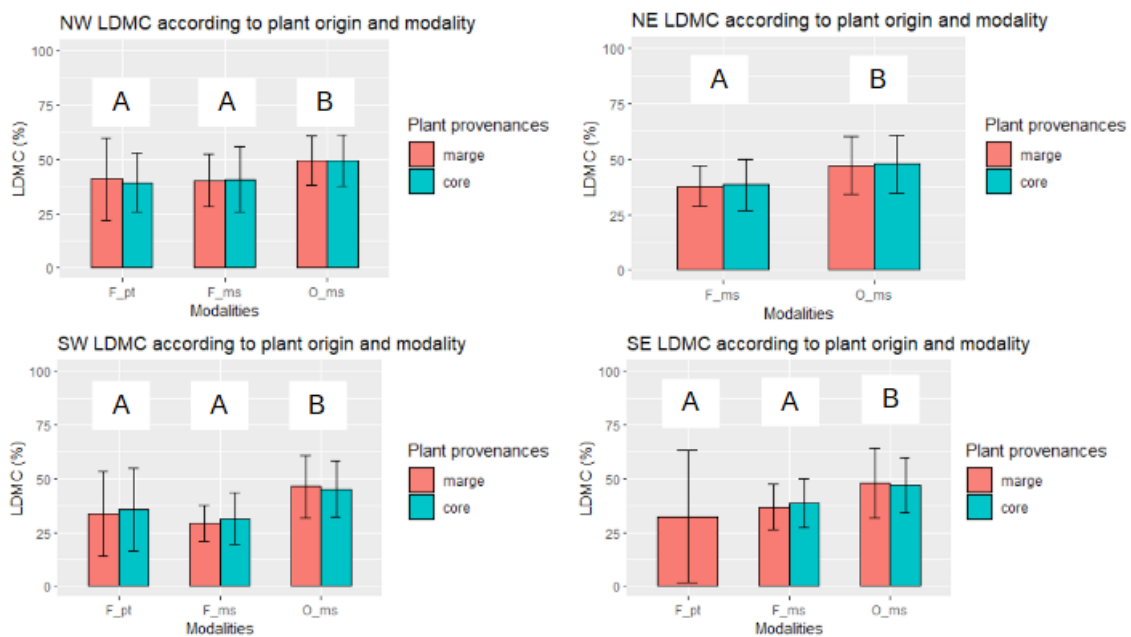 NW LDMC according to plant origin and modality
100
75
50
25
0
LDMC (%)
A
A
B
F_pt
F_ms
O_ms
Modalities
Plant provenances
marge
core
NE LDMC according to plant origin and modality
100
75
50
25
0
LDMC (%)
A
B
F_ms
O_ms
Modalities
Plant provenances
marge
core
SW LDMC according to plant origin and modality
100
75
50
25
0
LDMC (%)
A
A
B
F_pt
F_ms
O_ms
Modalities
Plant provenances
marge
core
SE LDMC according to plant origin and modality
100
75
50
25
0
LDMC (%)
A
A
B
F_pt
F_ms
O_ms
Modalities
Plant provenances
marge
core